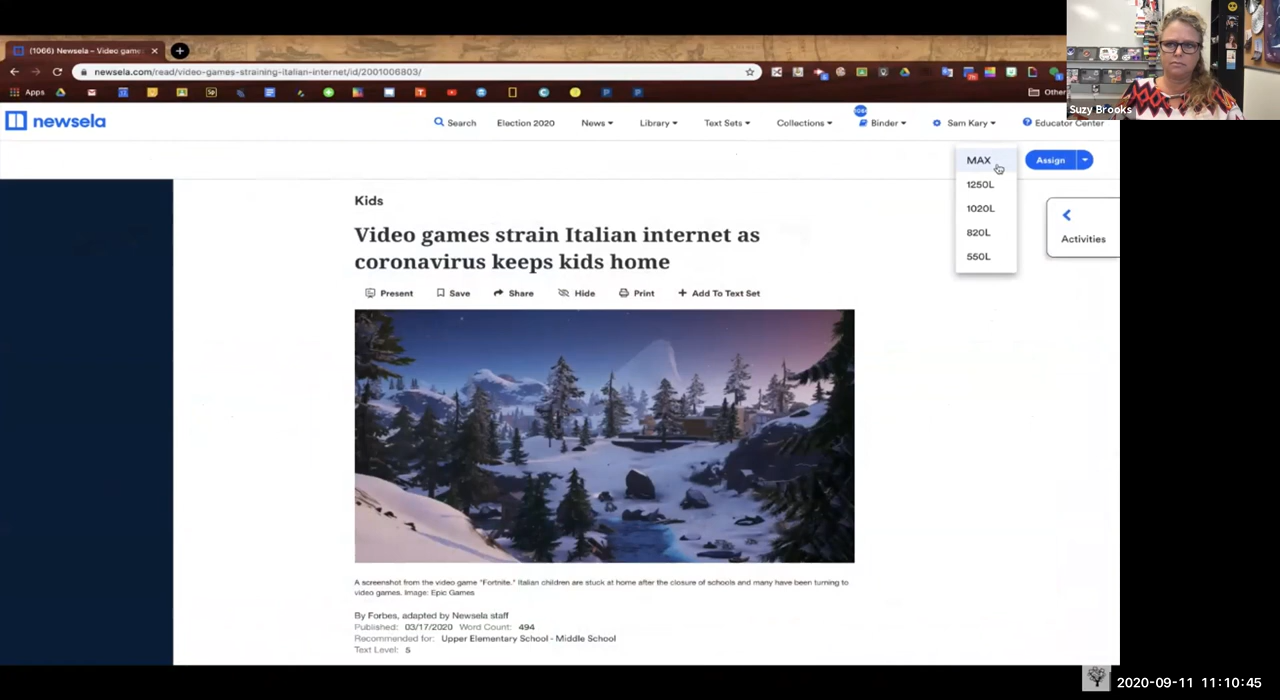 (1066) Newsela – Video game
newsela.com/read/video-games-straining-italian-internet/id/2001006803/
Apps
Other
Suzy Brooks
newsela
Search
Election 2020
News
Library
Text Sets
Collections
Binder
Sam Kary
Educator Center
MAX
1250L
1020L
820L
550L
Assign
Activities
Kids
Video games strain Italian internet as
coronavirus keeps kids home
Present
Save
Share
Hide
Print
Add To Text Set
A screenshot from the video game "Fortnite." Italian children are stuck at home after the closure of schools and many have been turning to
video games. Image: Epic Games
By Forbes, adapted by Newsela staff
Published: 03/17/2020 Word Count: 494
Recommended for: Upper Elementary School - Middle School
Text Level: 5
2020-09-11 11:10:45